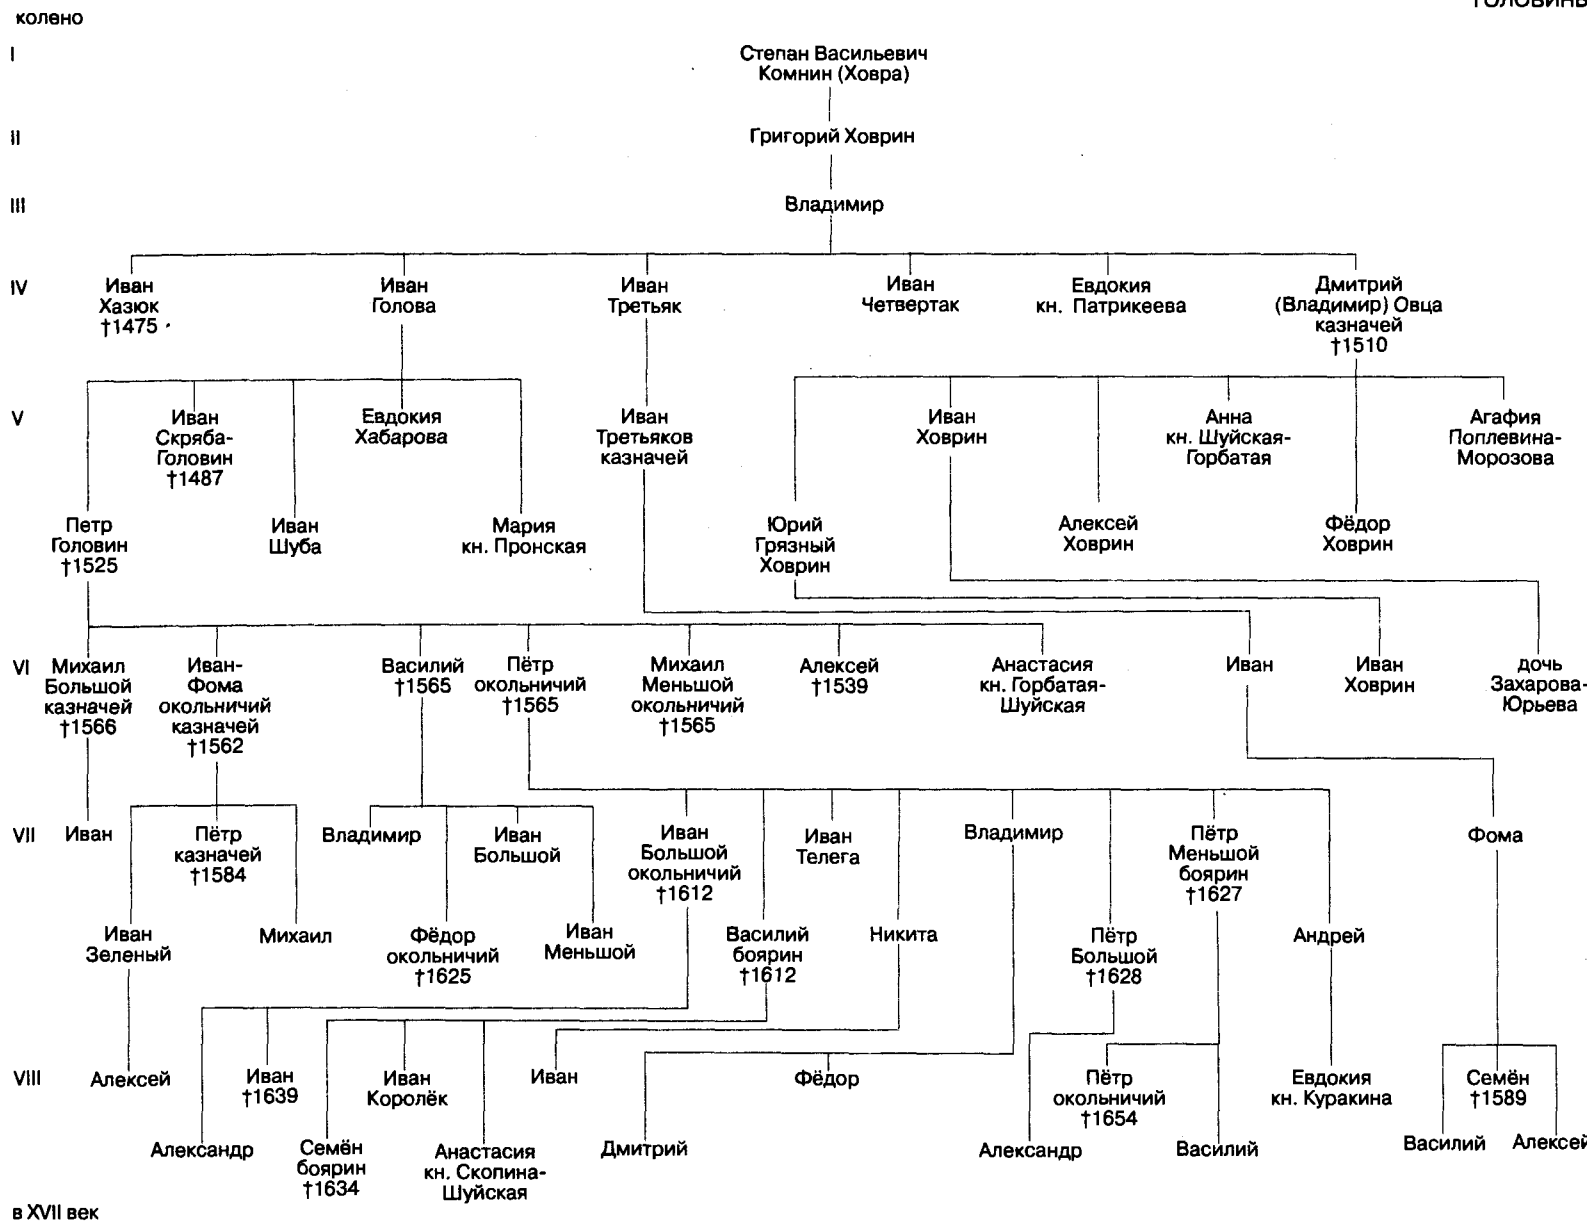 колено
I
Степан Васильевич
Комнин (Ховра)
II
Григорий Ховрин
III
Владимир
IV
Иван
Хазюк
†1475
Иван
Голова
Иван
Третьяк
Иван
Четвертак
Евдокия
кн. Патрикеева
Дмитрий
(Владимир) Овца
казначей
†1510
V
Иван
Скряба-
Головин
†1487
Евдокия
Хабарова
Иван
Третьяков
казначей
Иван
Ховрин
Анна
кн. Шуйская-
Горбатая
Агафия
Поплевина-
Морозова
Петр
Головин
†1525
Иван
Шуба
Мария
кн. Пронская
Юрий
Грязный
Ховрин
Алексей
Ховрин
Фёдор
Ховрин
VI
Михаил
Большой
казначей
†1566
Иван-
Фома
окольничий
казначей
†1562
Василий
†1565
Пётр
окольничий
†1565
Михаил
Меньшой
окольничий
†1565
Алексей
†1539
Анастасия
кн. Горбатая-
Шуйская
Иван
Иван
Ховрин
дочь
Захарова-
Юрьева
VII
Иван
Пётр
казначей
†1584
Владимир
Иван
Большой
Иван
Большой
окольничий
†1612
Иван
Телега
Владимир
Пётр
Меньшой
боярин
†1627
Фома
Иван
Зеленый
Михаил
Фёдор
окольничий
†1625
Иван
Меньшой
Василий
боярин
†1612
Никита
Пётр
Большой
†1628
Андрей
VIII
Алексей
Иван
†1639
Иван
Королёк
Иван
Фёдор
Пётр
окольничий
†1654
Евдокия
кн. Куракина
Семён
†1589
Александр
Семён
боярин
†1634
Анастасия
кн. Скопина-
Шуйская
Дмитрий
Александр
Василий
Василий
Алексей
в XVII век